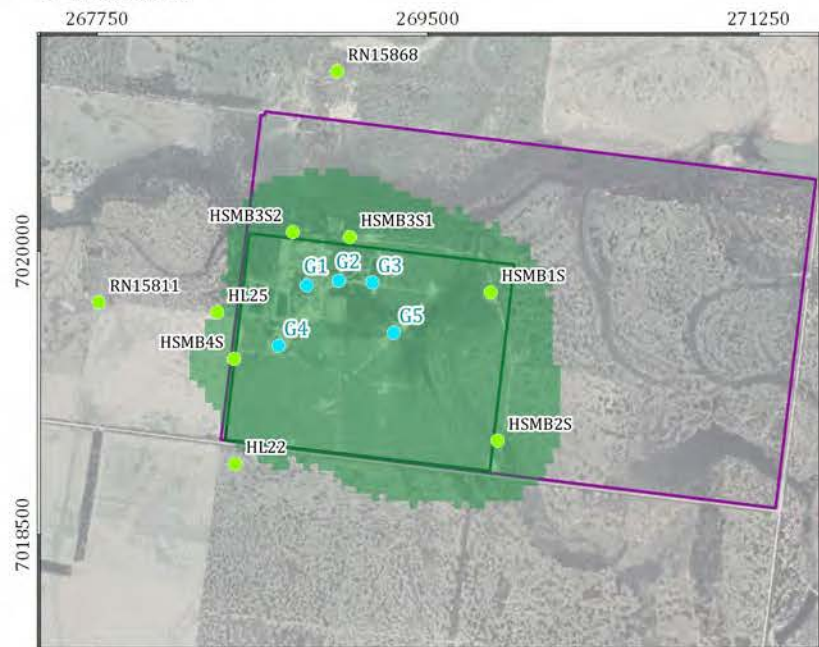 267750
269500
271250
RN15868
HSMB3S2
HSMB3S1
7020000
G1
G2
G3
HSMB1S
RN15811
HL25
G5
HSMB4S
G4
HSMB2S
HL22
7018500